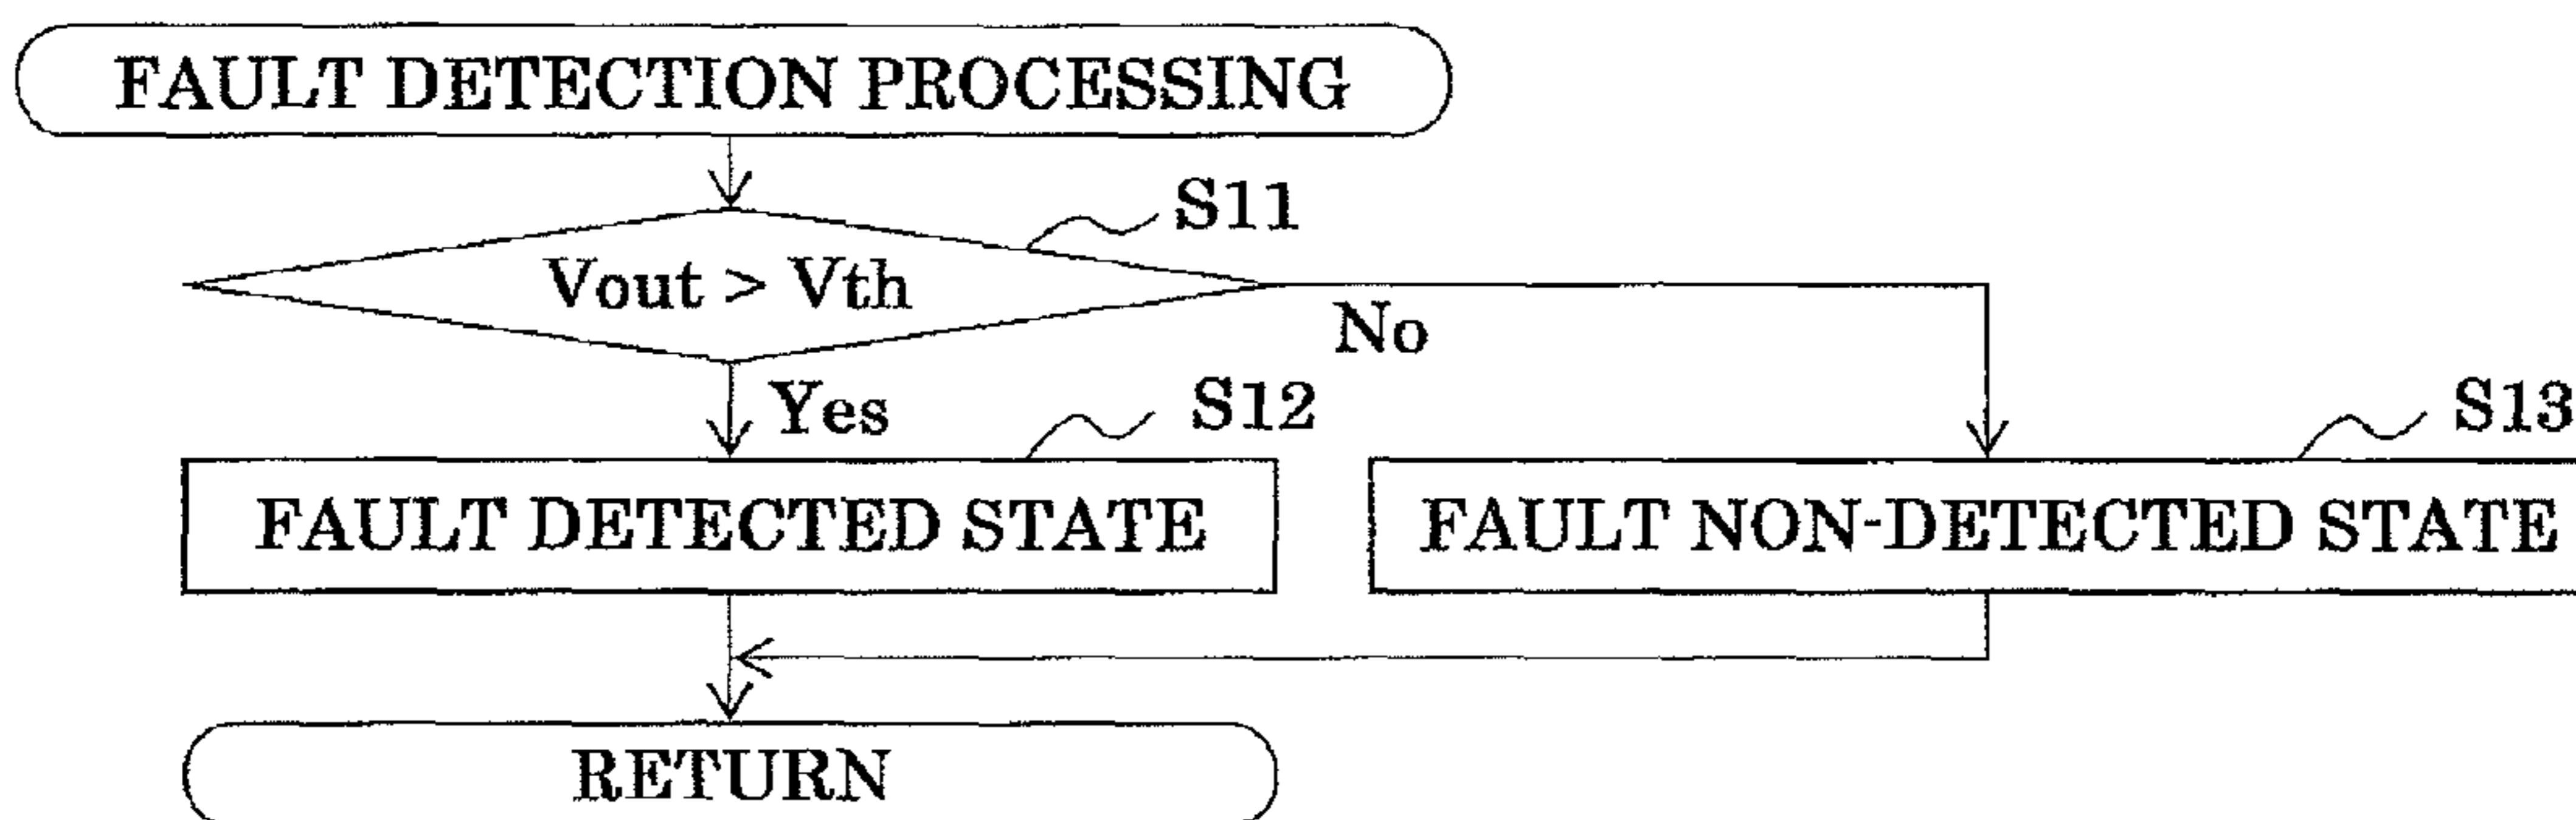 FAULT DETECTION PROCESSING
S11
Vout > Vth
No
Yes
S12
S13
FAULT DETECTED STATE
FAULT NON-DETECTED STATE
RETURN